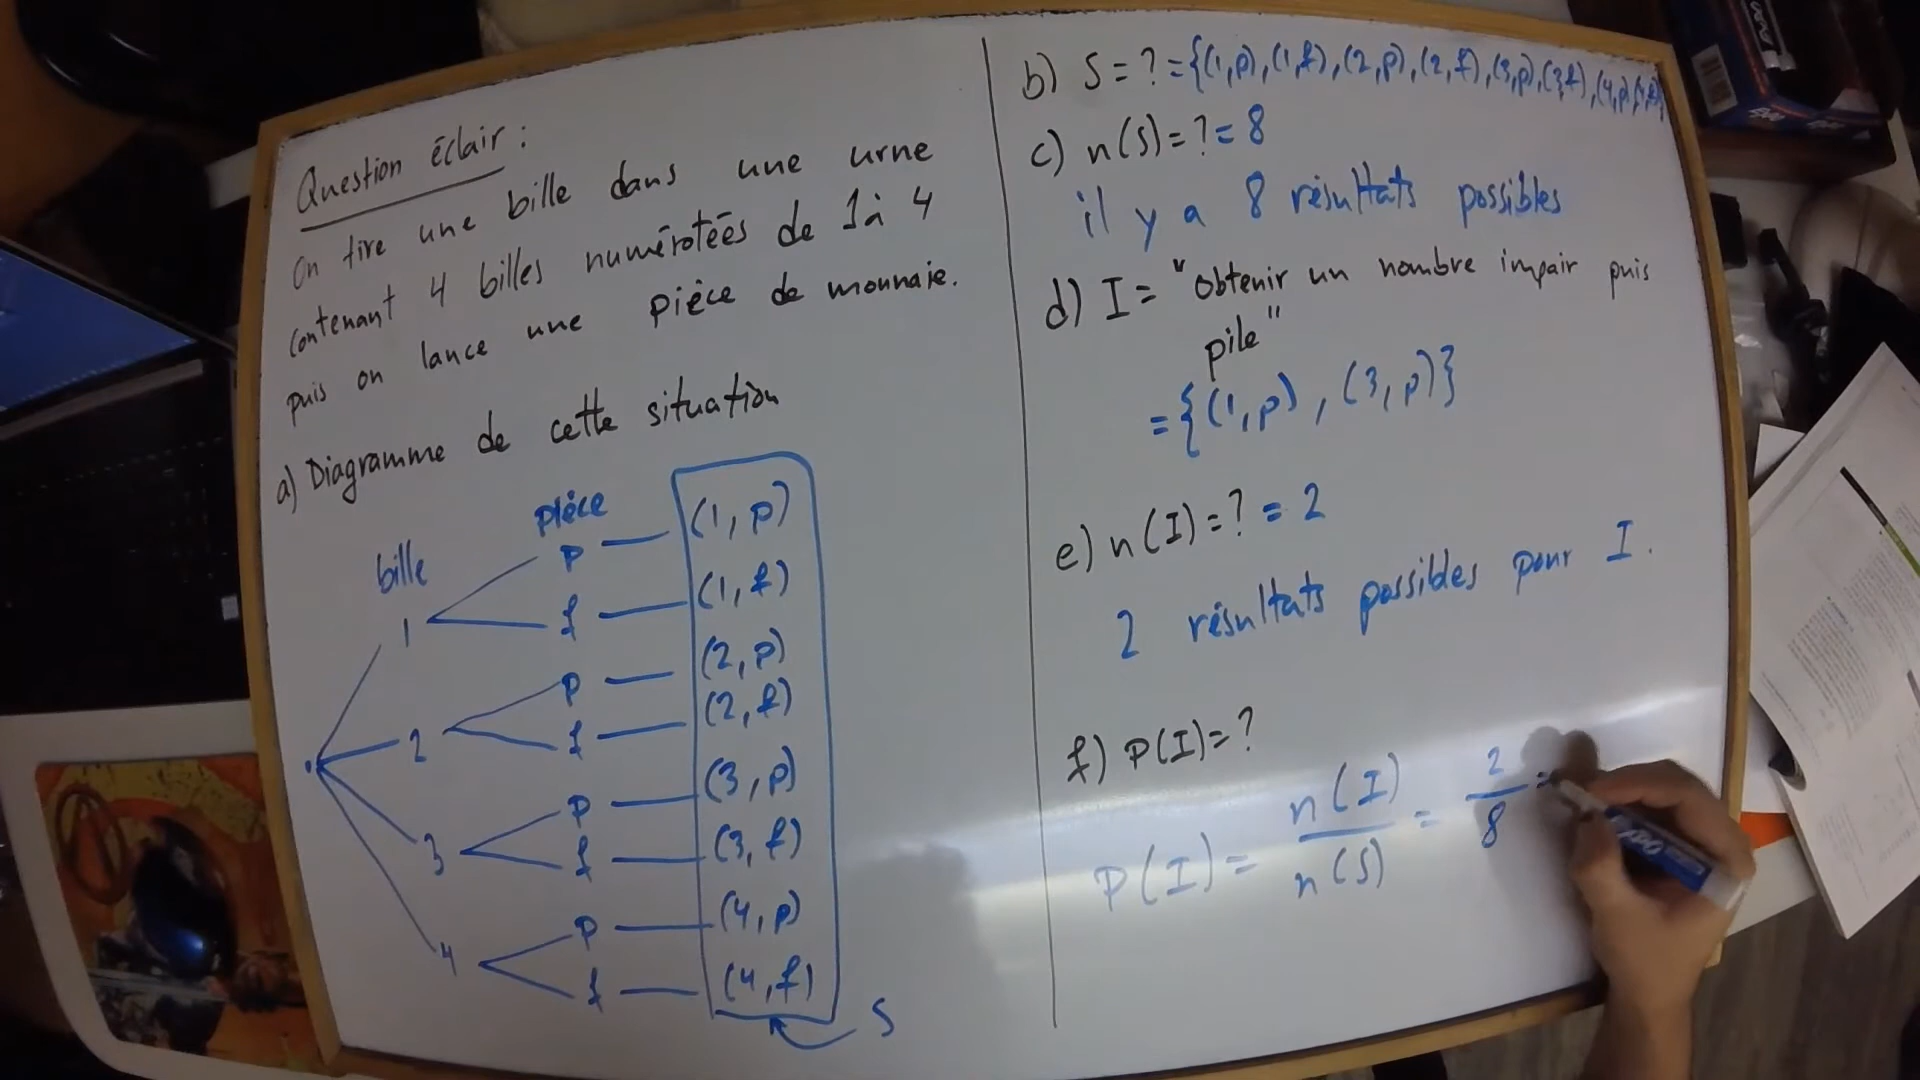 Question éclair :
On tire une bille dans une urne
contenant 4 billes numérotées de 1 à 4
puis on lance une pièce de monnaie.
a) Diagramme de cette situation
bille pièce
1 p (1, p)
f (1, f)
2 p (2, p)
f (2, f)
3 p (3, p)
f (3, f)
4 p (4, p)
f (4, f)
S
b) S = ? = {(1,p), (1,f), (2,p), (2,f), (3,p), (3,f), (4,p), (4,f)}
c) n(S) = ? = 8
il y a 8 résultats possibles
d) I = "obtenir un nombre impair puis
pile"
= {(1,p), (3,p)}
e) n(I) = ? = 2
2 résultats possibles pour I.
f) P(I) = ?
P(I) = n(I)/n(S) = 2/8 =